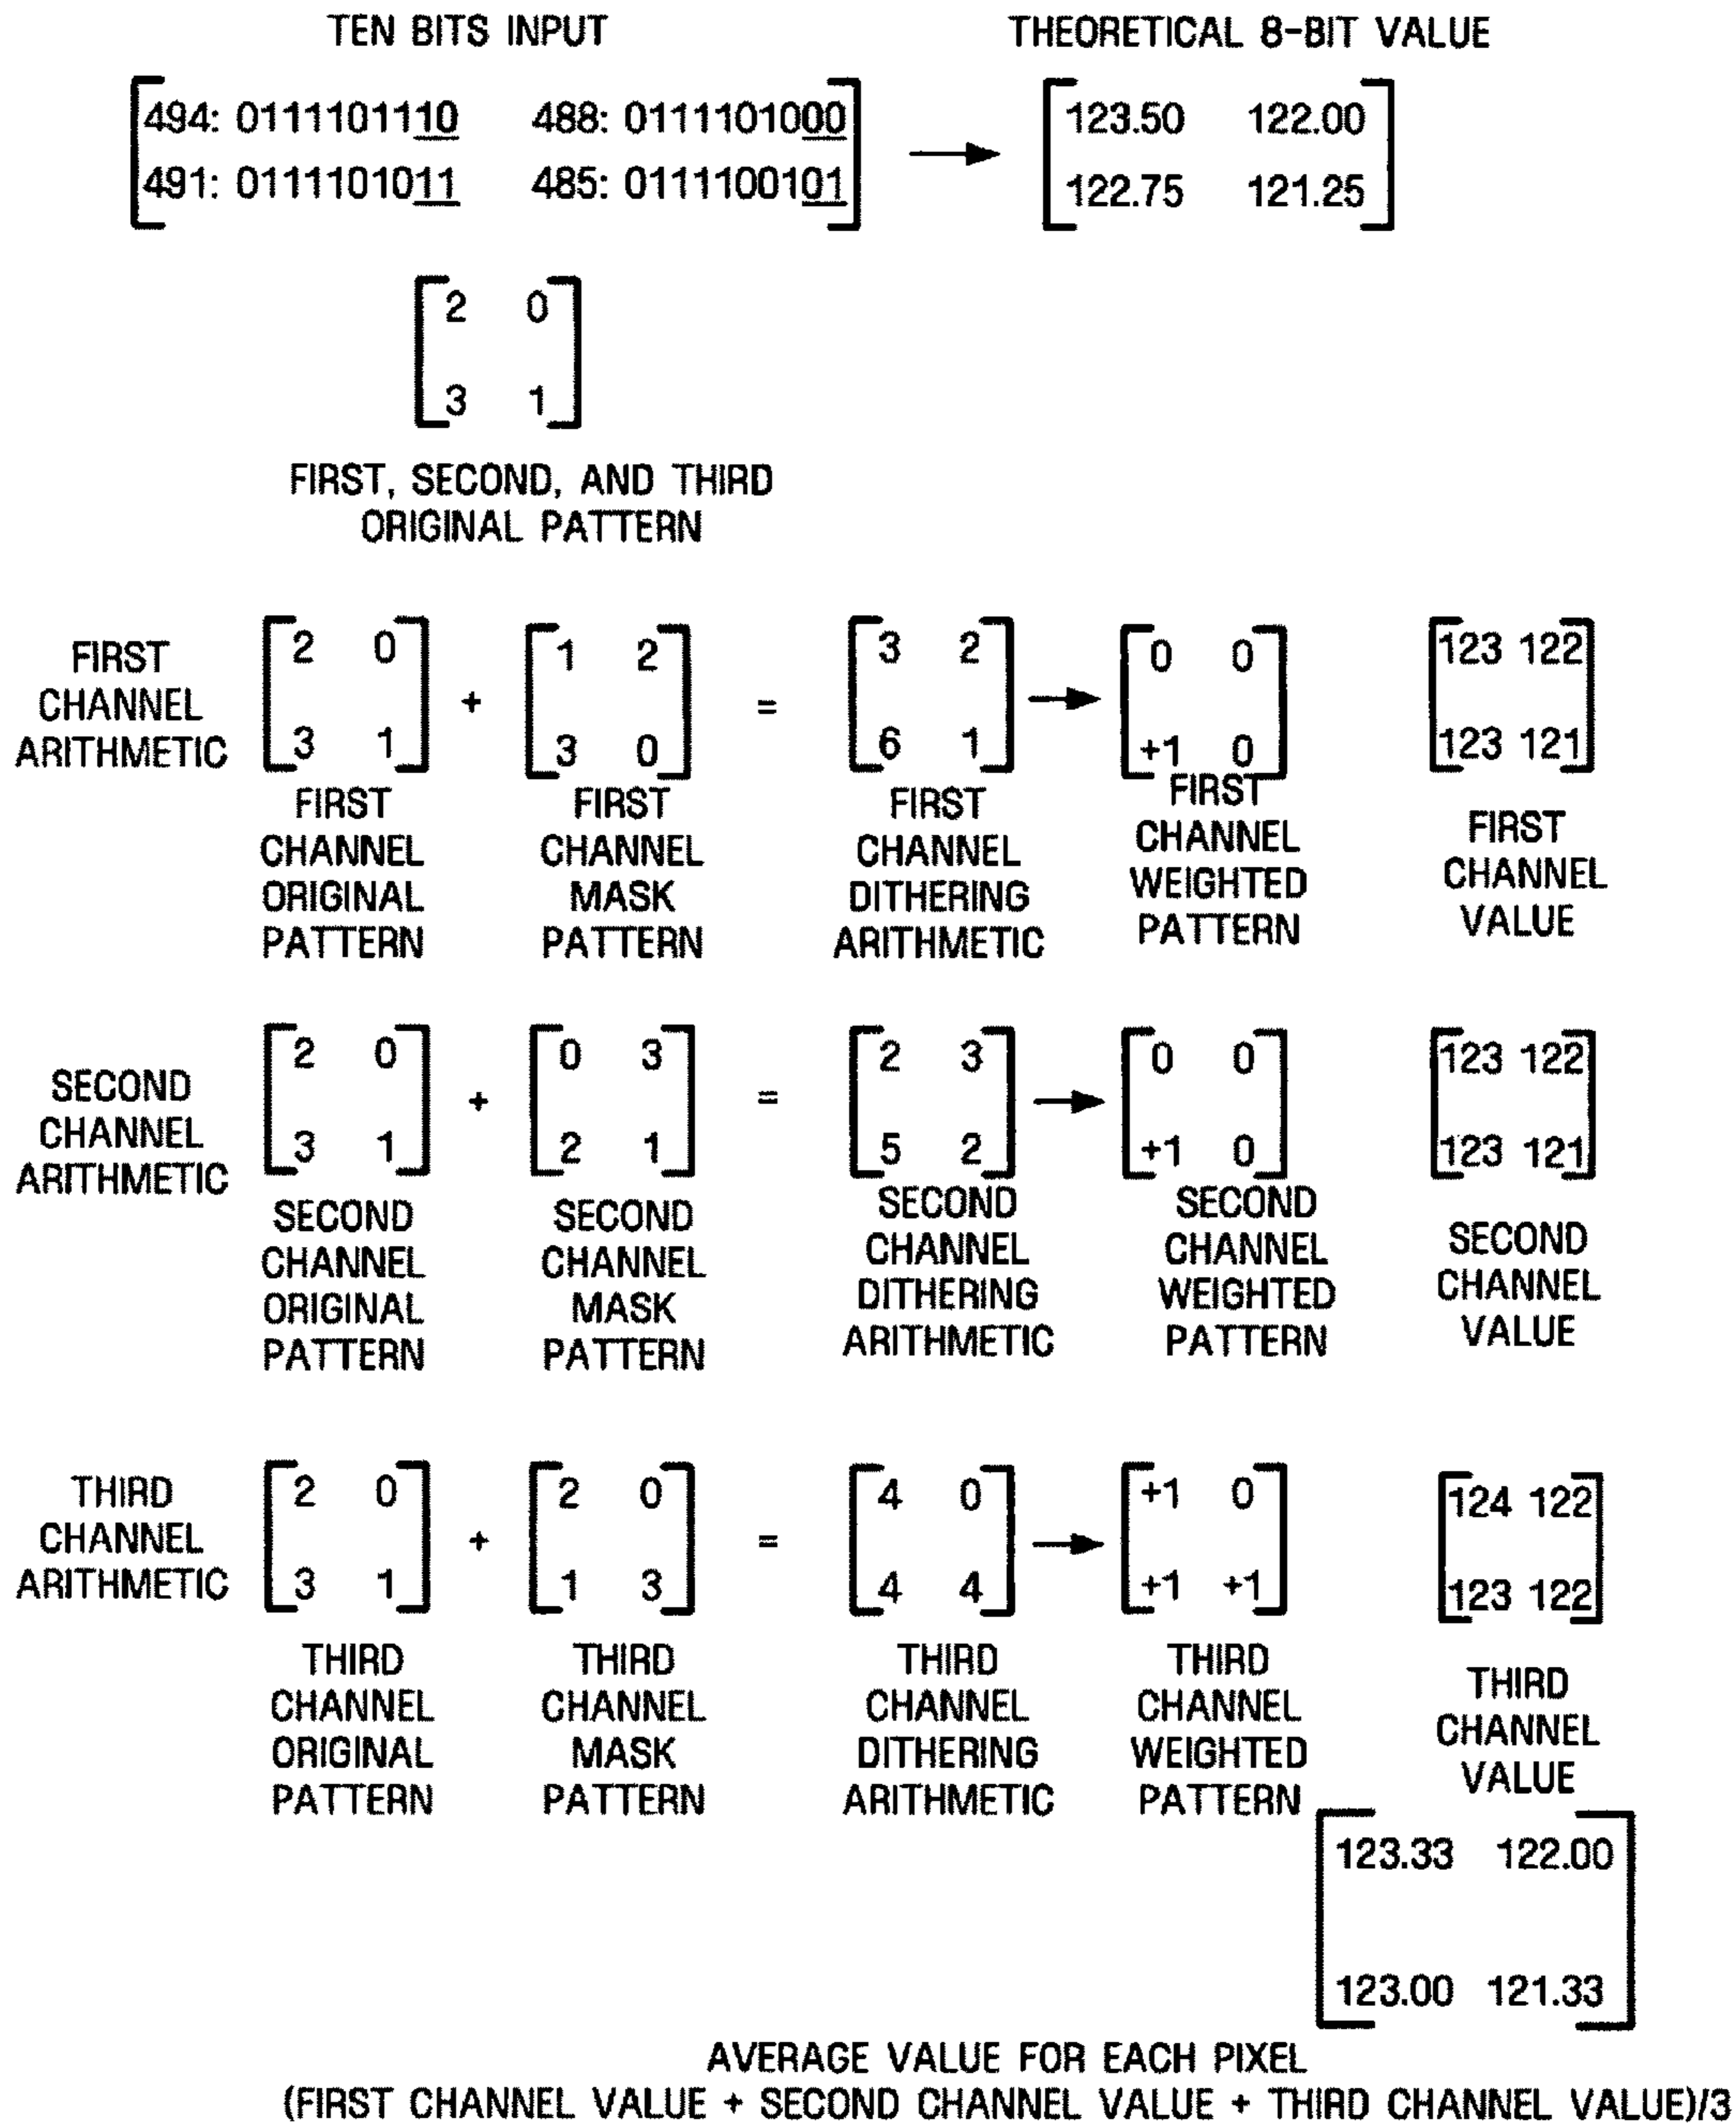 TEN BITS INPUT THEORETICAL 8-BIT VALUE
494: 0111101110 488: 0111101000 123.50 122.00
491: 0111101011 485: 0111100101 122.75 121.25
2 0
3 1
FIRST, SECOND, AND THIRD
ORIGINAL PATTERN
FIRST
CHANNEL
ARITHMETIC
2 0
3 1
+
1 2
3 0
=
3 2
6 1
0 0
+1 0
123 122
123 121
FIRST
CHANNEL
ORIGINAL
PATTERN
FIRST
CHANNEL
MASK
PATTERN
FIRST
CHANNEL
DITHERING
ARITHMETIC
FIRST
CHANNEL
WEIGHTED
PATTERN
FIRST
CHANNEL
VALUE
SECOND
CHANNEL
ARITHMETIC
2 0
3 1
+
0 3
2 1
=
2 3
5 2
0 0
+1 0
123 122
123 121
SECOND
CHANNEL
ORIGINAL
PATTERN
SECOND
CHANNEL
MASK
PATTERN
SECOND
CHANNEL
DITHERING
ARITHMETIC
SECOND
CHANNEL
WEIGHTED
PATTERN
SECOND
CHANNEL
VALUE
THIRD
CHANNEL
ARITHMETIC
2 0
3 1
+
2 0
1 3
=
4 0
4 4
+1 0
+1 +1
124 122
123 122
THIRD
CHANNEL
ORIGINAL
PATTERN
THIRD
CHANNEL
MASK
PATTERN
THIRD
CHANNEL
DITHERING
ARITHMETIC
THIRD
CHANNEL
WEIGHTED
PATTERN
THIRD
CHANNEL
VALUE
123.33 122.00
123.00 121.33
AVERAGE VALUE FOR EACH PIXEL
(FIRST CHANNEL VALUE + SECOND CHANNEL VALUE + THIRD CHANNEL VALUE)/3